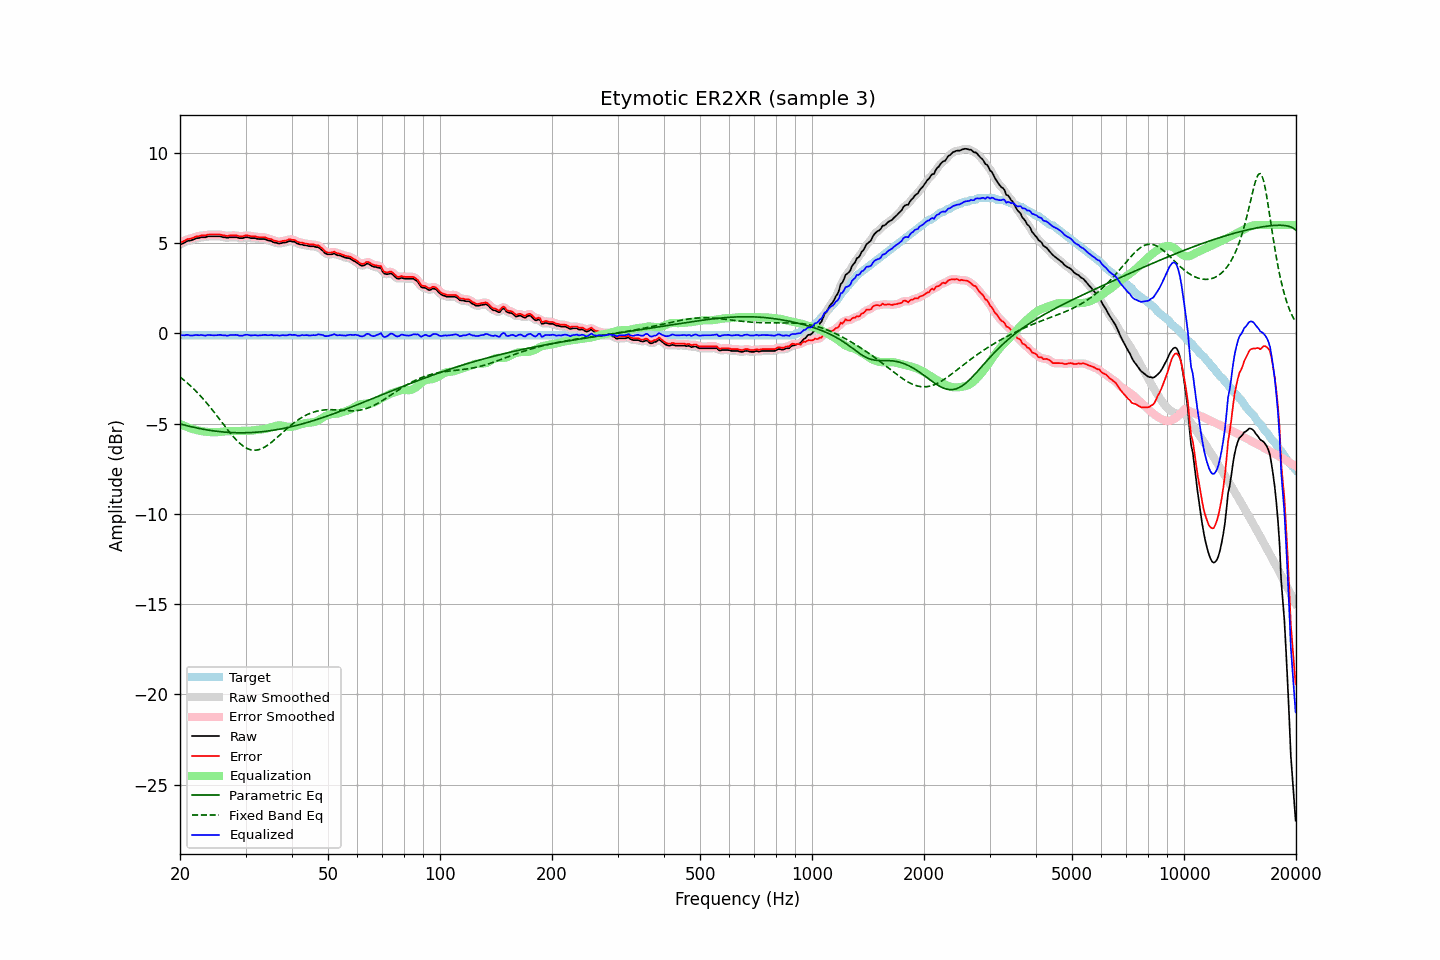 Etymotic ER2XR (sample 3)
10
5
0
−5
−10
−15
−20
−25
Amplitude (dBr)
Target
Raw Smoothed
Error Smoothed
Raw
Error
Equalization
Parametric Eq
Fixed Band Eq
Equalized
20 50 100 200 500 1000 2000 5000 10000 20000
Frequency (Hz)